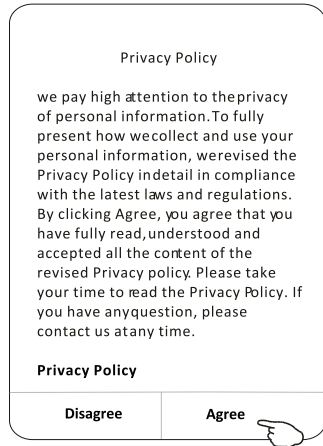 Privacy Policy
we pay high attention to theprivacy
of personal information.To fully
present how wecollect and use your
personal information, werevised the
Privacy Policy indetail in compliance
with the latest laws and regulations.
By clicking Agree, you agree that you
have fully read,understood and
accepted all the content of the
revised Privacy policy. Please take
your time to read the Privacy Policy. If
you have anyquestion, please
contact us atany time.
Privacy Policy
Disagree Agree